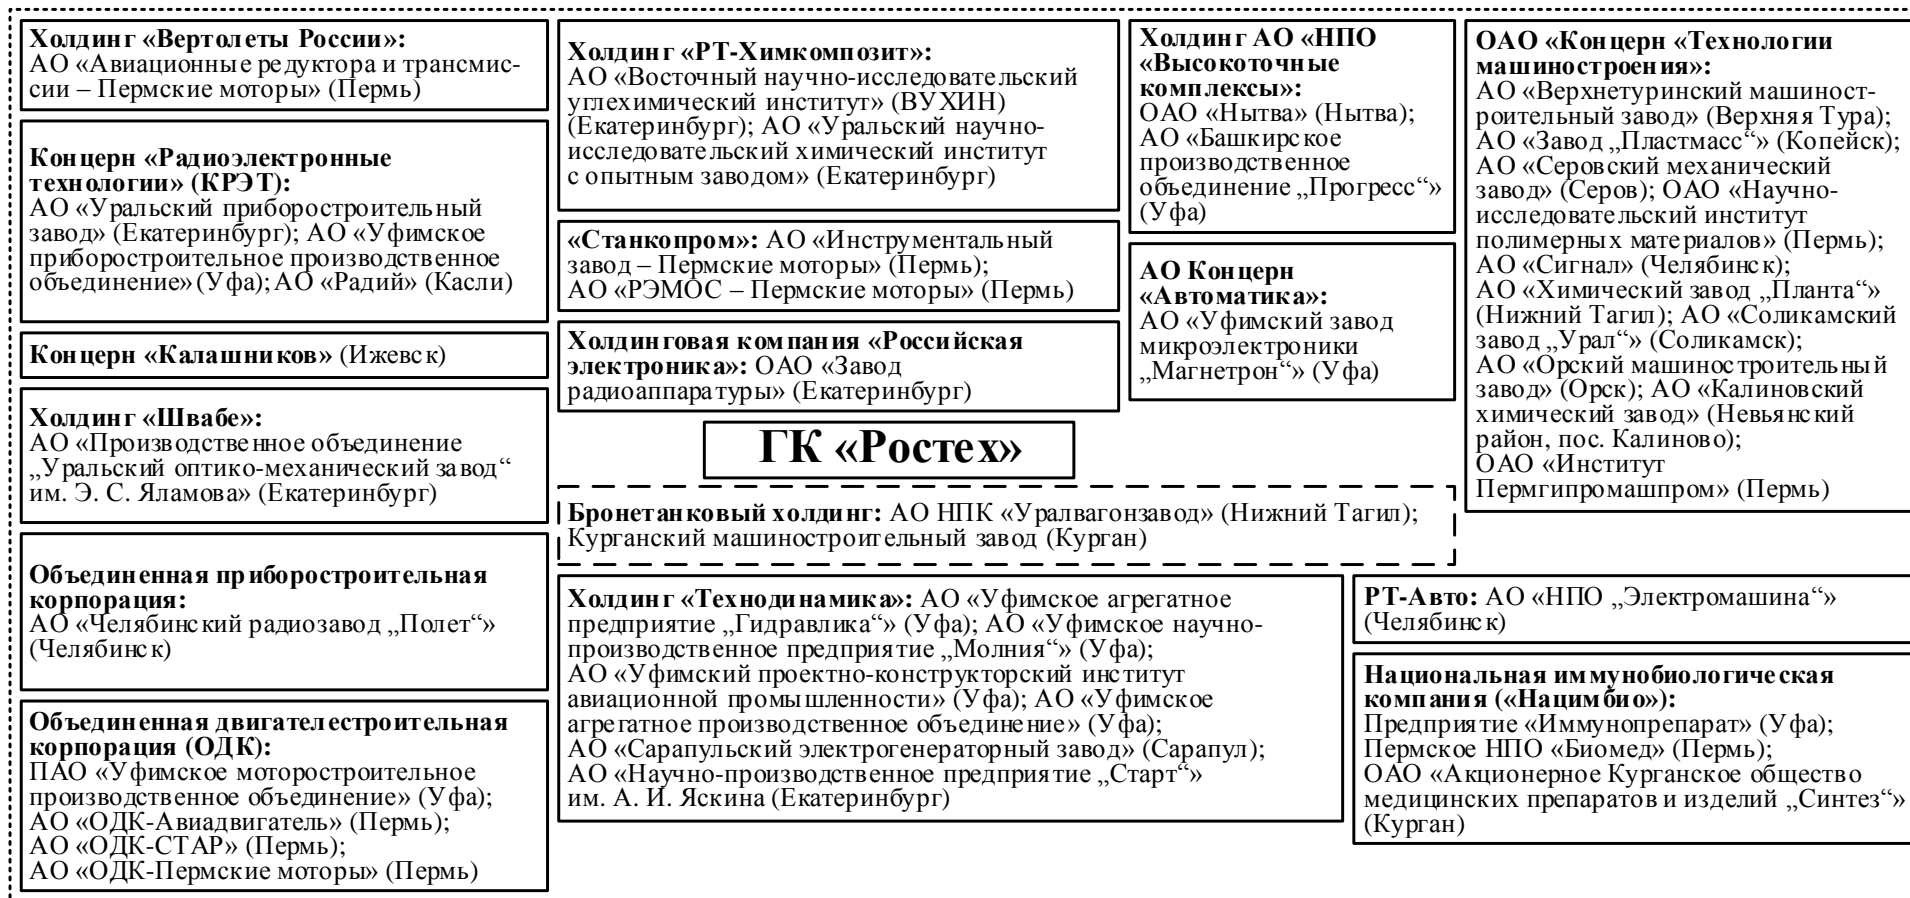 Холдинг «Вертолеты России»:
АО «Авиационные редуктора и трансмис-
сии – Пермские моторы» (Пермь)
Концерн «Радиоэлектронные
технологии» (КРЭТ):
АО «Уральский приборостроительный
завод» (Екатеринбург); АО «Уфимское
приборостроительное производственное
объединение» (Уфа); АО «Радий» (Касли)
Концерн «Калашников» (Ижевск)
Холдинг «Швабе»:
АО «Производственное объединение
„Уральский оптико-механический завод“
им. Э. С. Яламова» (Екатеринбург)
Объединенная приборостроительная
корпорация:
АО «Челябинский радиозавод „Полет“»
(Челябинск)
Объединенная двигателестроительная
корпорация (ОДК):
ПАО «Уфимское моторостроительное
производственное объединение» (Уфа);
АО «ОДК-Авиадвигатель» (Пермь);
АО «ОДК-СТАР» (Пермь);
АО «ОДК-Пермские моторы» (Пермь)
Холдинг «РТ-Химкомпозит»:
АО «Восточный научно-исследовательский
углехимический институт» (ВУХИН)
(Екатеринбург); АО «Уральский научно-
исследовательский химический институт
с опытным заводом» (Екатеринбург)
«Станкопром»: АО «Инструментальный
завод – Пермские моторы» (Пермь);
АО «РЭМОС – Пермские моторы» (Пермь)
Холдинговая компания «Российская
электроника»: ОАО «Завод
радиоаппаратуры» (Екатеринбург)
Холдинг АО «НПО
«Высокоточные
комплексы»:
ОАО «Нытва» (Нытва);
АО «Башкирское
производственное
объединение „Прогресс“»
(Уфа)
АО Концерн
«Автоматика»:
АО «Уфимский завод
микроэлектроники
„Магнетрон“» (Уфа)
ОАО «Концерн «Технологии
машиностроения»:
АО «Верхнетуринский машиност-
роительный завод» (Верхняя Тура);
АО «Завод „Пластмасс“» (Копейск);
АО «Серовский механический
завод» (Серов); ОАО «Научно-
исследовательский институт
полимерных материалов» (Пермь);
АО «Сигнал» (Челябинск);
АО «Химический завод „Планта“»
(Нижний Тагил); АО «Соликамский
завод „Урал“» (Соликамск);
АО «Орский машиностроительный
завод» (Орск); АО «Калиновский
химический завод» (Невьянский
район, пос. Калиново);
ОАО «Институт
Пермгипромашпром» (Пермь)
ГК «Ростех»
Бронетанковый холдинг: АО НПК «Уралвагонзавод» (Нижний Тагил);
Курганский машиностроительный завод (Курган)
Холдинг «Технодинамика»: АО «Уфимское агрегатное
предприятие „Гидравлика“» (Уфа); АО «Уфимское научно-
производственное предприятие „Молния“» (Уфа);
АО «Уфимский проектно-конструкторский институт
авиационной промышленности» (Уфа); АО «Уфимское
агрегатное производственное объединение» (Уфа);
АО «Сарапульский электрогенераторный завод» (Сарапул);
АО «Научно-производственное предприятие „Старт“»
им. А. И. Яскина (Екатеринбург)
РТ-Авто: АО «НПО „Электромашина“»
(Челябинск)
Национальная иммунобиологическая
компания («Нацимбио»):
Предприятие «Иммунопрепарат» (Уфа);
Пермское НПО «Биомед» (Пермь);
ОАО «Акционерное Курганское общество
медицинских препаратов и изделий „Синтез“»
(Курган)